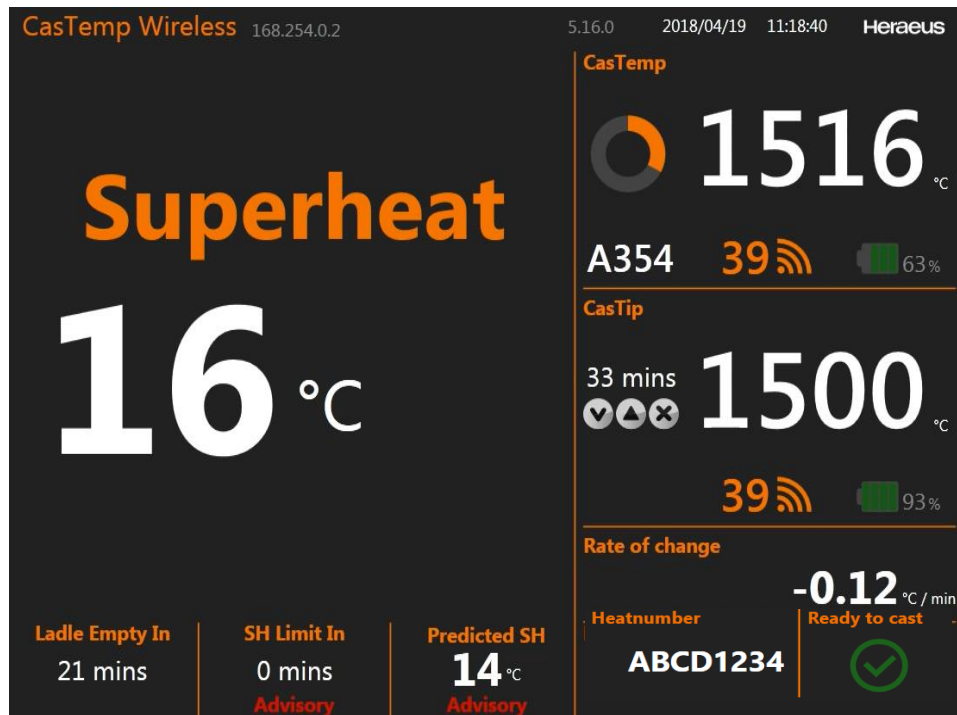 CasTemp Wireless 168.254.0.2 5.16.0 2018/04/19 11:18:40 Heraeus
Superheat
16 °C
CasTemp
1516 °C
A354 39 63%
CasTip
33 mins 1500 °C
39 93%
Rate of change
-0.12 °C / min
Ladle Empty In
21 mins
SH Limit In
0 mins
Advisory
Predicted SH
14 °C
Advisory
Heatnumber
ABCD1234
Ready to cast